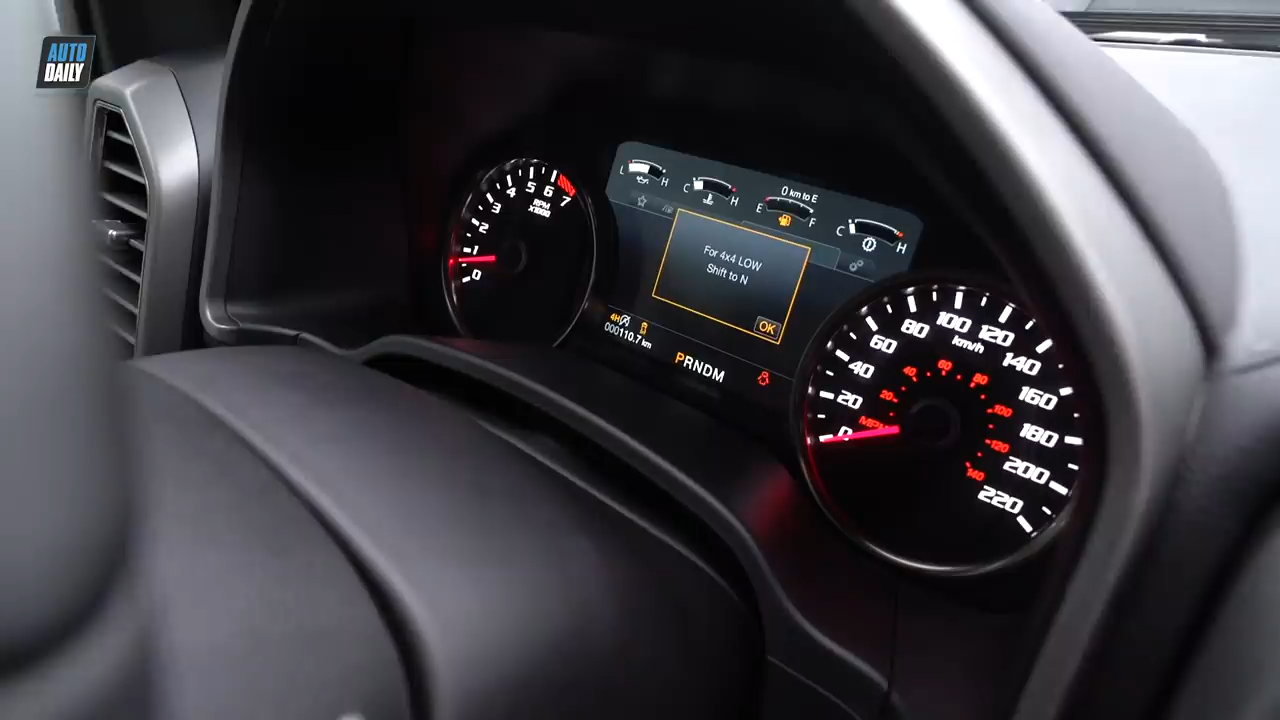 AUTO
DAILY
0
1
2
3
4
5
6
7
RPM
X1000
L H
C H
0 km to E
E F
C H
For 4x4 LOW
Shift to N
OK
4H
000110.7 km
PRNDM
0
20
40
60
80
100
120
140
160
180
200
220
km/h
MPH
20
40
60
80
100
120
140